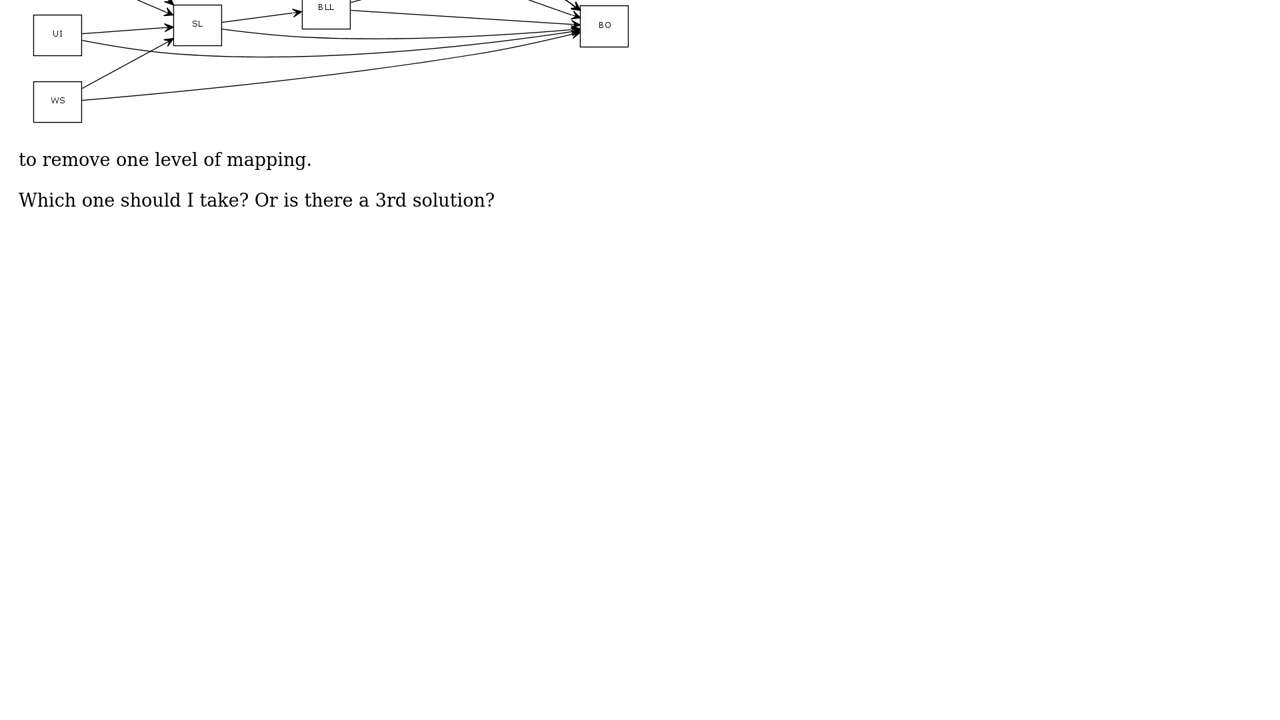 BLL
SL
BO
UI
WS
to remove one level of mapping.
Which one should I take? Or is there a 3rd solution?